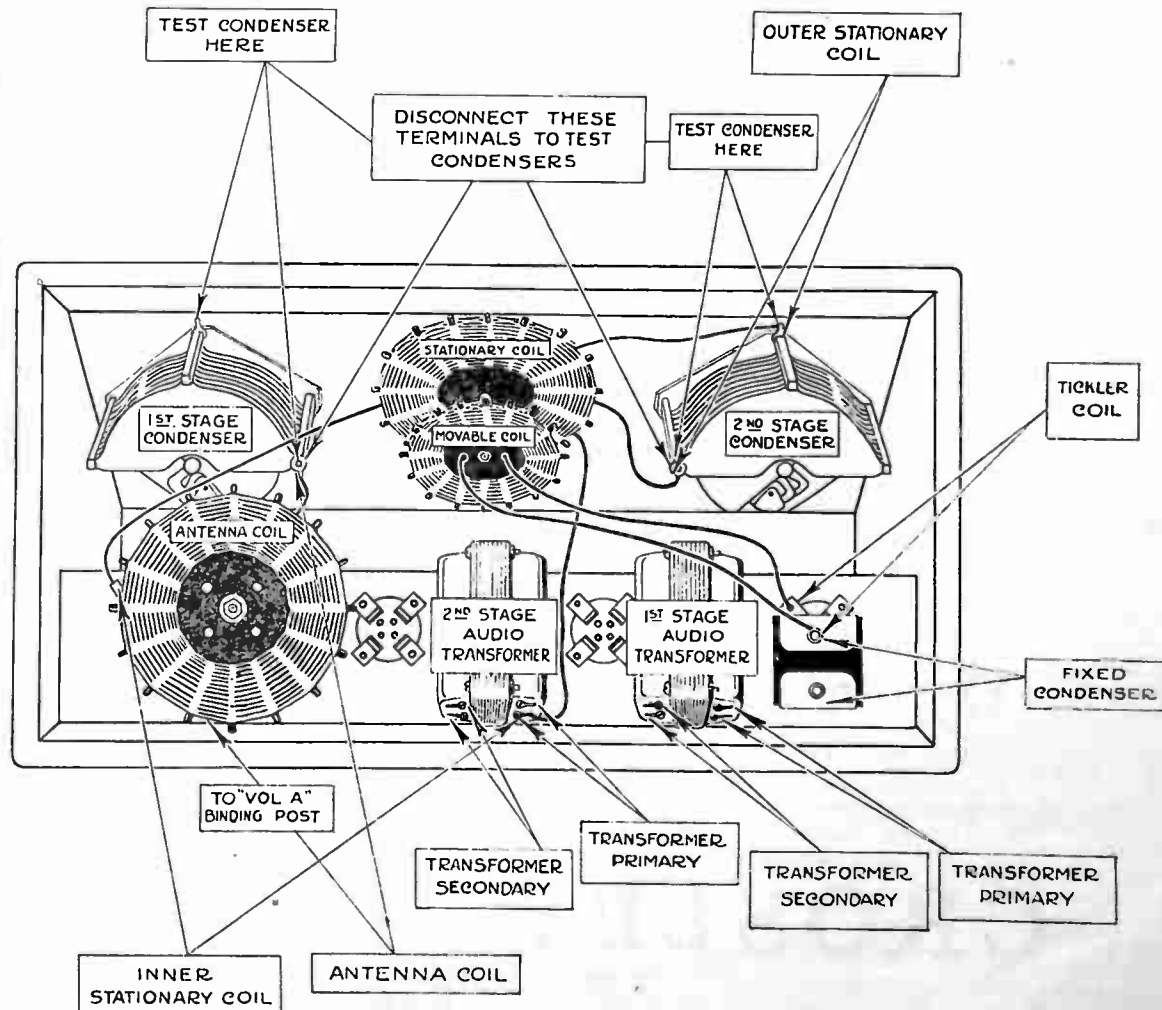 TEST CONDENSER
HERE
OUTER STATIONARY
COIL
DISCONNECT THESE
TERMINALS TO TEST
CONDENSERS
TEST CONDENSER
HERE
STATIONARY COIL
1ST STAGE
CONDENSER
MOVABLE COIL
2ND STAGE
CONDENSER
TICKLER
COIL
ANTENNA COIL
2ND STAGE
AUDIO
TRANSFORMER
1ST STAGE
AUDIO
TRANSFORMER
FIXED
CONDENSER
TO "VOL A"
BINDING POST
TRANSFORMER
SECONDARY
TRANSFORMER
PRIMARY
TRANSFORMER
SECONDARY
TRANSFORMER
PRIMARY
INNER
STATIONARY COIL
ANTENNA COIL